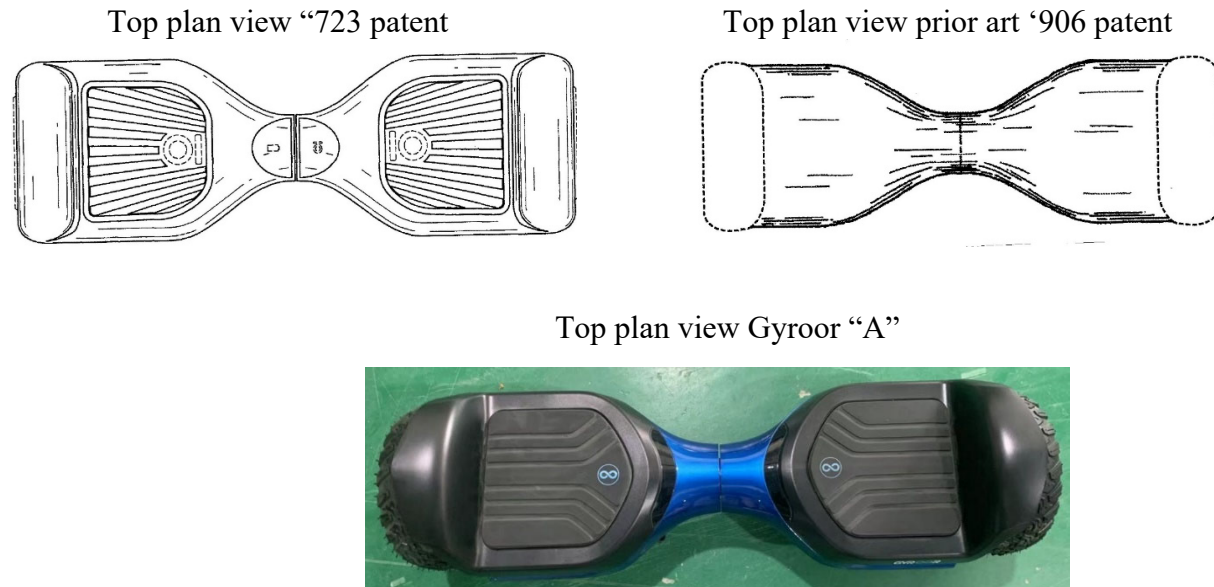 Top plan view “723 patent
Top plan view prior art ‘906 patent
Top plan view Gyroor “A”